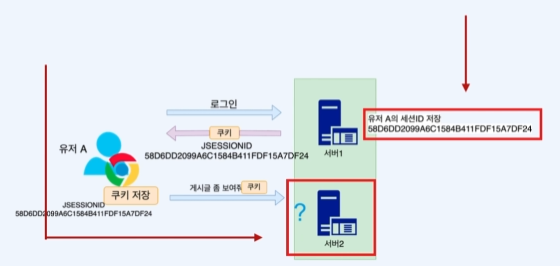 로그인
쿠키
JSESSIONID
58D6DD2099A6C1584B411FDF15A7DF24
유저 A의 세션ID 저장
58D6DD2099A6C1584B411FDF15A7DF24
서버1
유저 A
쿠키 저장
JSESSIONID
58D6DD2099A6C1584B411FDF15A7DF24
게시글 좀 보여줘
쿠키
?
서버2